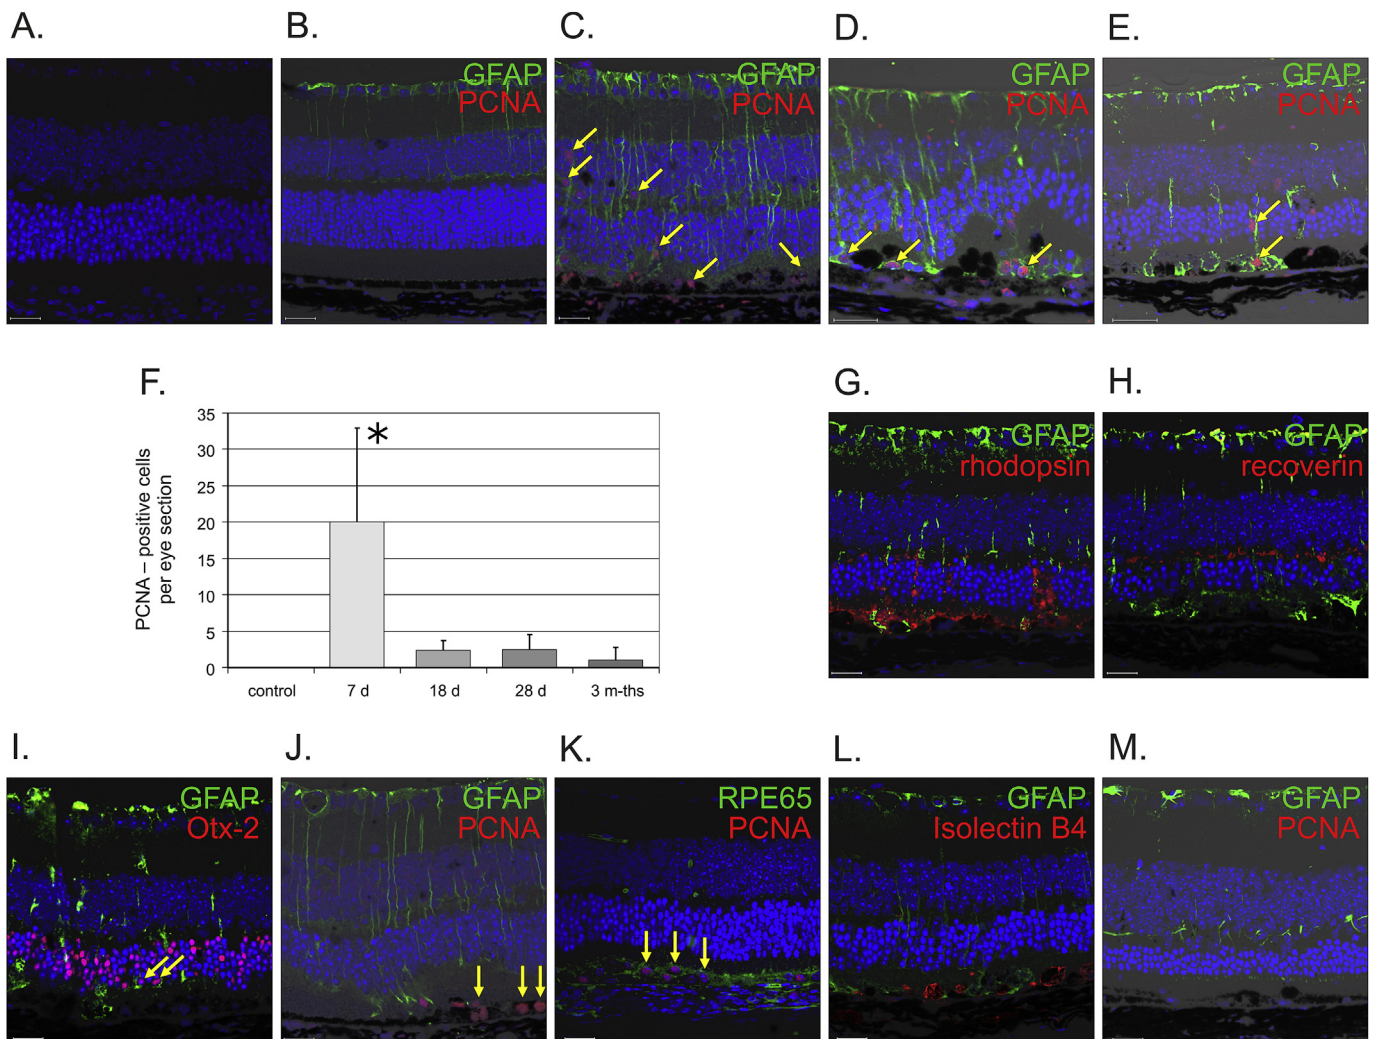 A.
B.
C.
D.
E.
GFAP
PCNA
GFAP
PCNA
GFAP
PCNA
GFAP
PCNA
F.
PCNA – positive cells
per eye section
35
30
25
20
15
10
5
0
*
control
7 d
18 d
28 d
3 m-ths
G.
H.
GFAP
rhodopsin
GFAP
recoverin
I.
J.
K.
L.
M.
GFAP
Otx-2
GFAP
PCNA
RPE65
PCNA
GFAP
Isolectin B4
GFAP
PCNA